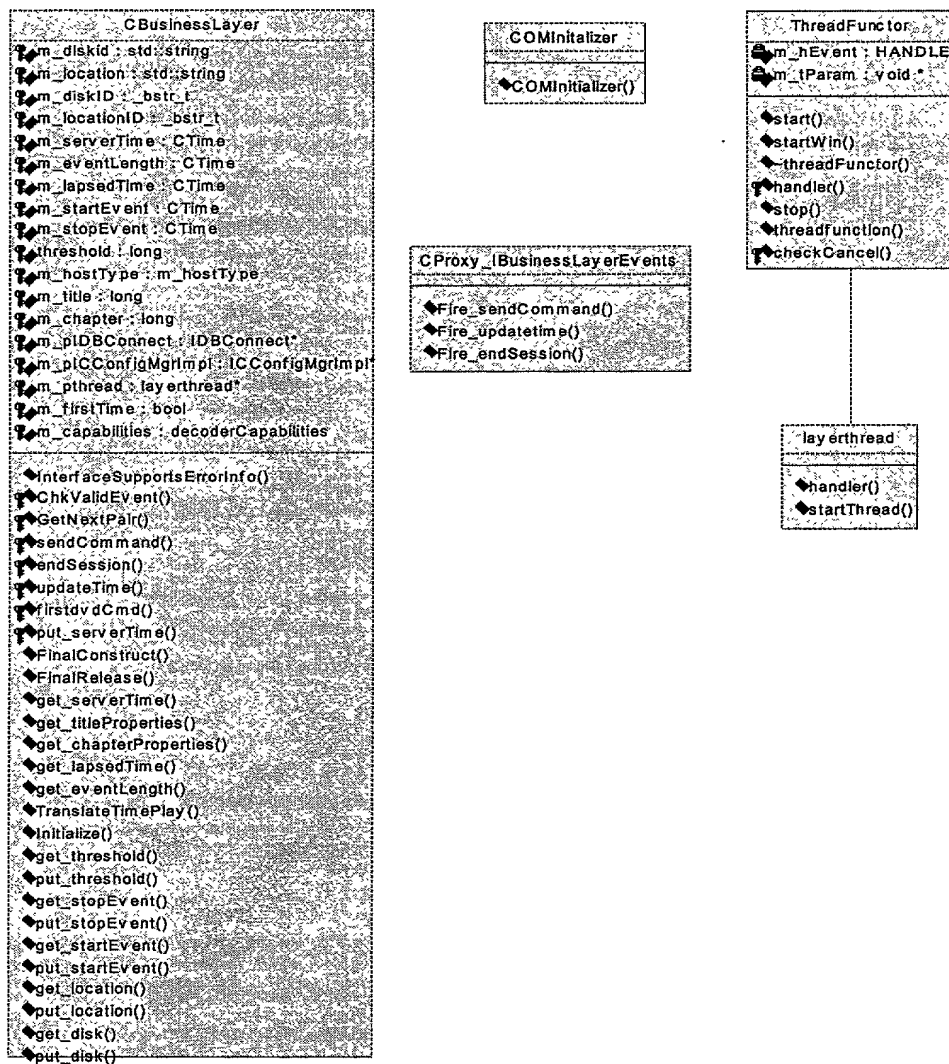 CBusinessLayer
m_diskid : std::string
m_location : std::string
m_diskID : _bstr_t
m_locationID : _bstr_t
m_serverTime : CTime
m_eventLength : CTime
m_lapsedTime : CTime
m_startEvent : CTime
m_stopEvent : CTime
threshold : long
m_hostType : m_hostType
m_title : long
m_chapter : long
m_pIDBConnect : IDBConnect*
m_pICConfigMgrImpl : ICConfigMgrImpl*
m_pthread : layerthread*
m_firstTime : bool
m_capabilities : decoderCapabilities
InterfaceSupportsErrorInfo()
ChkValidEvent()
GetNextPair()
sendCommand()
endSession()
updateTime()
firstdvdCmd()
put_serverTime()
FinalConstruct()
FinalRelease()
get_serverTime()
get_titleProperties()
get_chapterProperties()
get_lapsedTime()
get_eventLength()
TranslateTimePlay()
Initialize()
get_threshold()
put_threshold()
get_stopEvent()
put_stopEvent()
get_startEvent()
put_startEvent()
get_location()
put_location()
get_disk()
put_disk()
COMInitalizer
COMInitializer()
CProxy_IBusinessLayerEvents
Fire_sendCommand()
Fire_updatetime()
Fire_endSession()
ThreadFunctor
m_hEvent : HANDLE
m_tParam : void *
start()
startWin()
~threadFunctor()
handler()
stop()
threadFunction()
checkCancel()
layerthread
handler()
startThread()